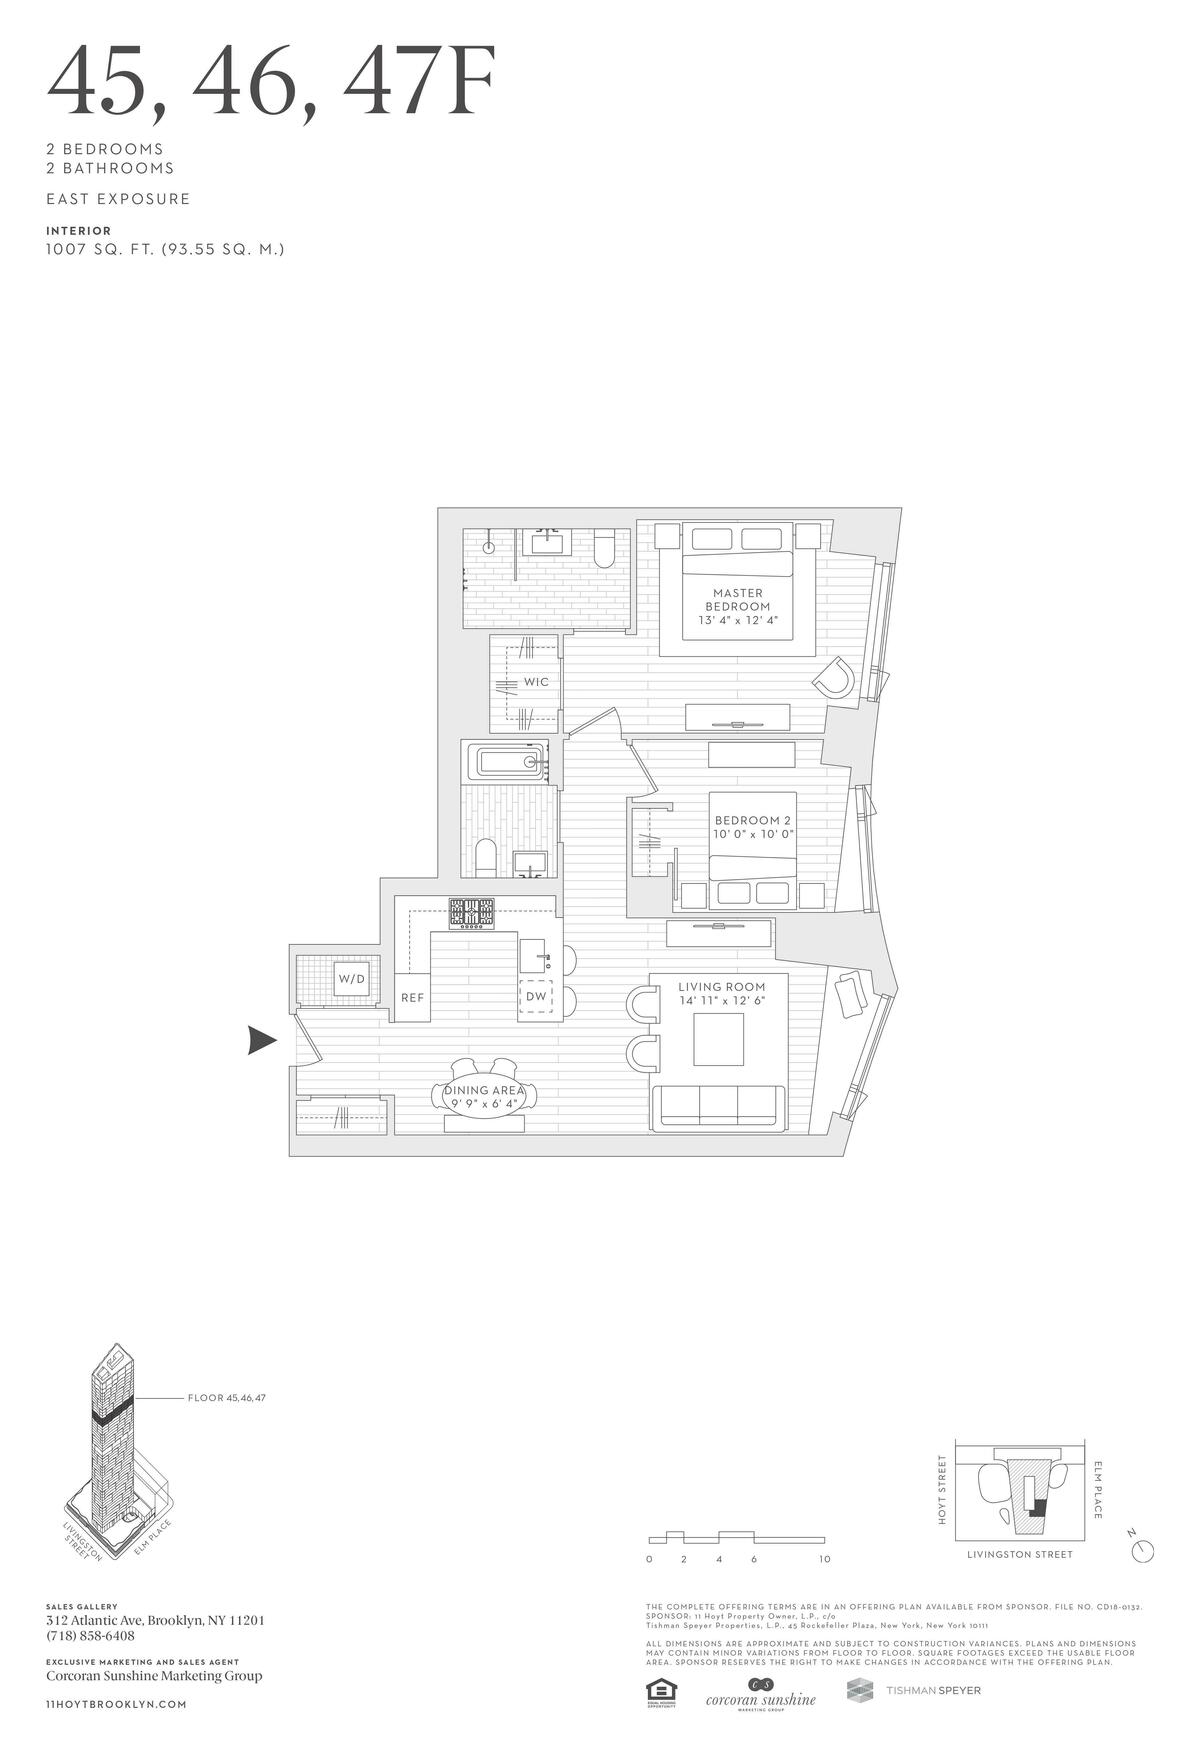 45, 46, 47F
2 BEDROOMS
2 BATHROOMS
EAST EXPOSURE
INTERIOR
1007 SQ. FT. (93.55 SQ. M.)
MASTER
BEDROOM
13' 4" x 12' 4"
WIC
BEDROOM 2
10' 0" x 10' 0"
W/D
REF
DW
LIVING ROOM
14' 11" x 12' 6"
DINING AREA
9' 9" x 6' 4"
FLOOR 45,46,47
LIVINGSTON
STREET
ELM PLACE
0 2 4 6 10
HOYT STREET
ELM PLACE
LIVINGSTON STREET
N
SALES GALLERY
312 Atlantic Ave, Brooklyn, NY 11201
(718) 858-6408
EXCLUSIVE MARKETING AND SALES AGENT
Corcoran Sunshine Marketing Group
11HOYTBROOKLYN.COM
THE COMPLETE OFFERING TERMS ARE IN AN OFFERING PLAN AVAILABLE FROM SPONSOR. FILE NO. CD18-0132.
SPONSOR: 11 Hoyt Property Owner, L.P., c/o
Tishman Speyer Properties, L.P., 45 Rockefeller Plaza, New York, New York 10111
ALL DIMENSIONS ARE APPROXIMATE AND SUBJECT TO CONSTRUCTION VARIANCES. PLANS AND DIMENSIONS
MAY CONTAIN MINOR VARIATIONS FROM FLOOR TO FLOOR. SQUARE FOOTAGES EXCEED THE USABLE FLOOR
AREA. SPONSOR RESERVES THE RIGHT TO MAKE CHANGES IN ACCORDANCE WITH THE OFFERING PLAN.
EQUAL HOUSING
OPPORTUNITY
c s
corcoran sunshine
MARKETING GROUP
TISHMAN SPEYER